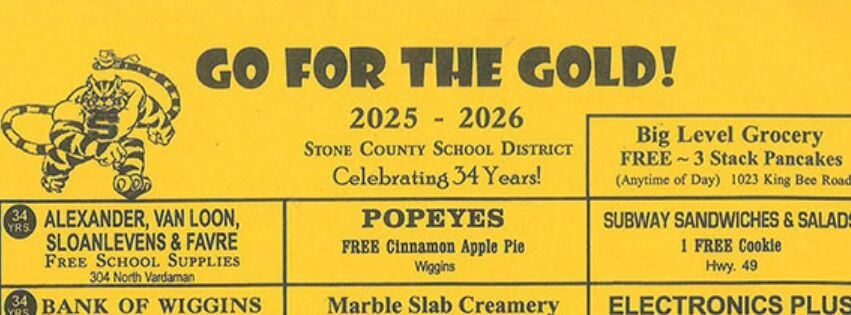 GO FOR THE GOLD!
2025 - 2026
STONE COUNTY SCHOOL DISTRICT
Celebrating 34 Years!
S
Big Level Grocery
FREE ~ 3 Stack Pancakes
(Anytime of Day) 1023 King Bee Road
34 YRS.
ALEXANDER, VAN LOON,
SLOANLEVENS & FAVRE
FREE SCHOOL SUPPLIES
304 North Vardaman
POPEYES
FREE Cinnamon Apple Pie
Wiggins
SUBWAY SANDWICHES & SALADS
1 FREE Cookie
Hwy. 49
34 YRS.
BANK OF WIGGINS
Marble Slab Creamery
ELECTRONICS PLUS